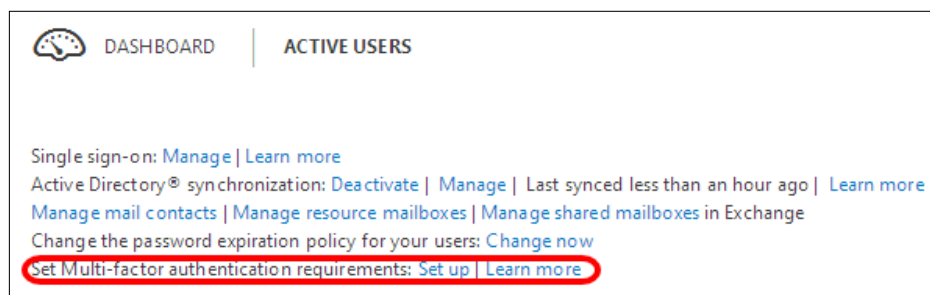 DASHBOARD ACTIVE USERS
Single sign-on: Manage | Learn more
Active Directory® synchronization: Deactivate | Manage | Last synced less than an hour ago | Learn more
Manage mail contacts | Manage resource mailboxes | Manage shared mailboxes in Exchange
Change the password expiration policy for your users: Change now
Set Multi-factor authentication requirements: Set up | Learn more